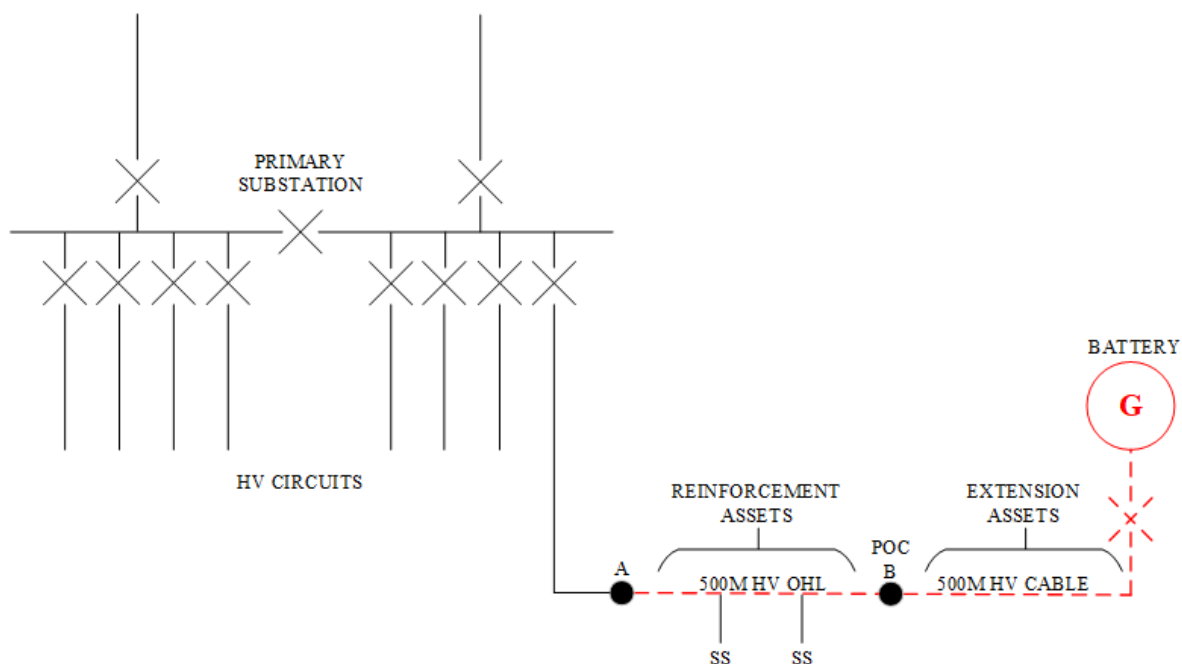 PRIMARY
SUBSTATION
BATTERY
G
HV CIRCUITS
REINFORCEMENT
ASSETS
EXTENSION
ASSETS
A
POC
B
500M HV OHL
500M HV CABLE
SS
SS